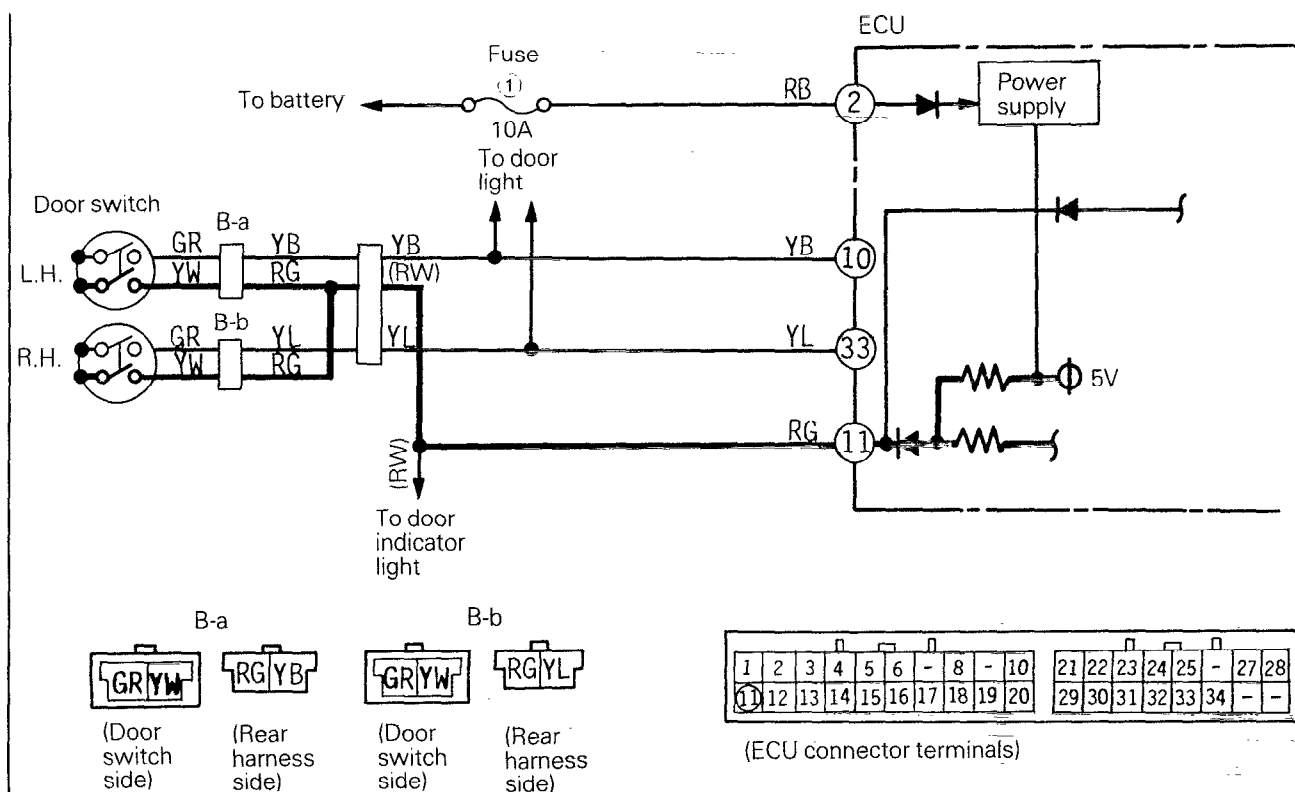 ECU
Fuse
①
10A
To battery
RB
2
Power
supply
To door
light
Door switch
B-a
L.H.
GR
YB
YB
YB
10
YW
RG
(RW)
B-b
R.H.
GR
YL
YL
YL
33
YW
RG
5V
RG
11
(RW)
To door
indicator
light
B-a
B-b
GR YW
RG YB
GR YW
RG YL
(Door
switch
side)
(Rear
harness
side)
(Door
switch
side)
(Rear
harness
side)
1 2 3 4 5 6 - 8 - 10
11 12 13 14 15 16 17 18 19 20
21 22 23 24 25 - 27 28
29 30 31 32 33 34 - -
(ECU connector terminals)